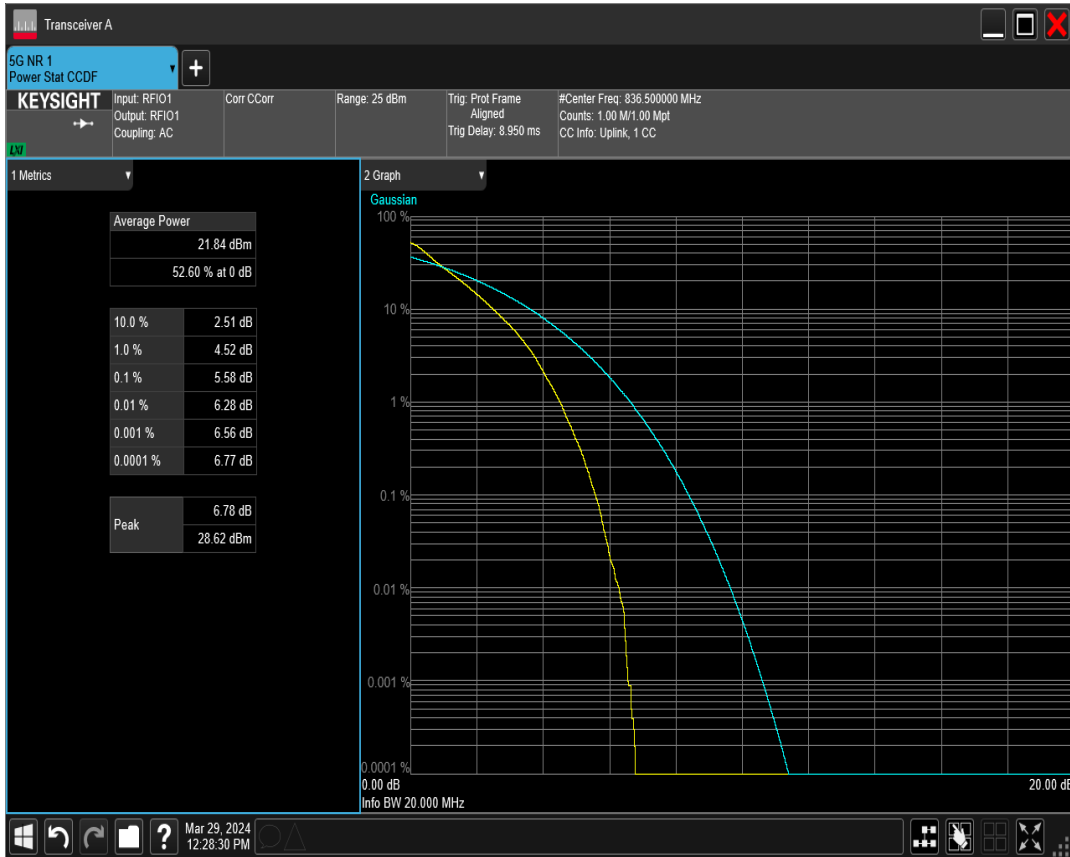 Transceiver A
5G NR 1
Power Stat CCDF
+
KEYSIGHT
LXI
Input: RFIO1
Output: RFIO1
Coupling: AC
Corr CCorr
Range: 25 dBm
Trig: Prot Frame
Aligned
Trig Delay: 8.950 ms
#Center Freq: 836.500000 MHz
Counts: 1.00 M/1.00 Mpt
CC Info: Uplink, 1 CC
1 Metrics
Average Power
21.84 dBm
52.60 % at 0 dB
10.0 % 2.51 dB
1.0 % 4.52 dB
0.1 % 5.58 dB
0.01 % 6.28 dB
0.001 % 6.56 dB
0.0001 % 6.77 dB
Peak
6.78 dB
28.62 dBm
2 Graph
Gaussian
100 %
10 %
1 %
0.1 %
0.01 %
0.001 %
0.0001 %
0.00 dB
20.00 dB
Info BW 20.000 MHz
?
Mar 29, 2024
12:28:30 PM